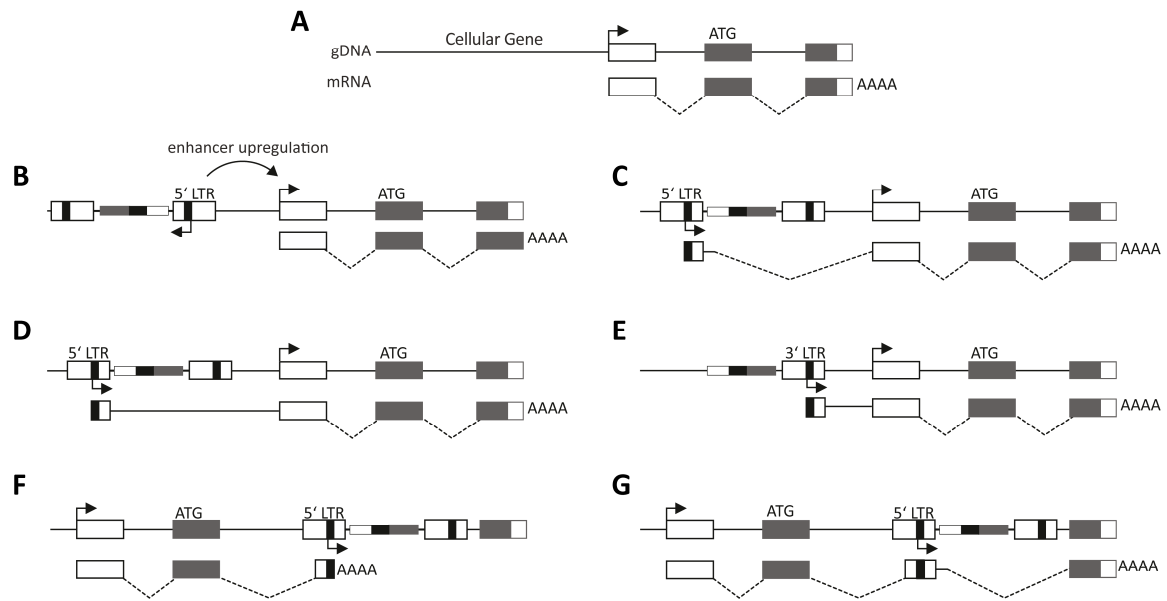 A
Cellular Gene
ATG
gDNA
mRNA
AAAA
enhancer upregulation
B
5‘ LTR
ATG
AAAA
C
5‘ LTR
ATG
AAAA
D
5‘ LTR
ATG
AAAA
E
3‘ LTR
ATG
AAAA
F
ATG
5‘ LTR
AAAA
G
ATG
5‘ LTR
AAAA